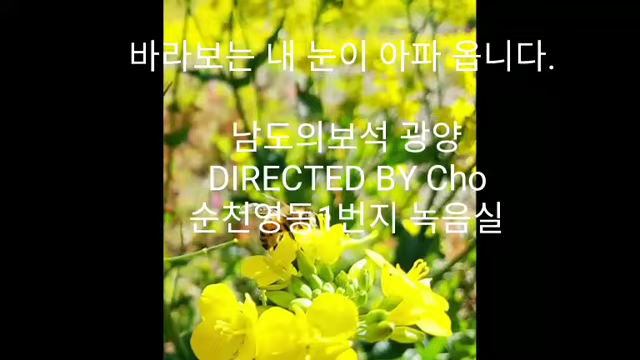 바라보는 내 눈이 아파 옵니다.
남도의보석 광양
DIRECTED BY Cho
순천영동1번지 녹음실